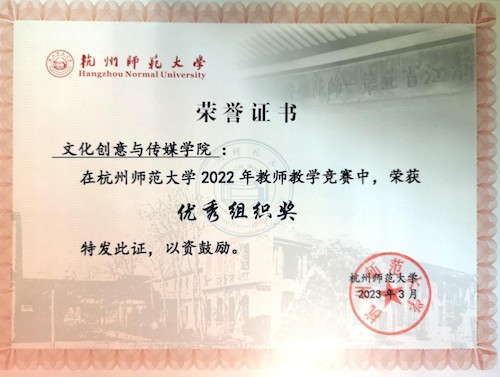 杭州师范大学
Hangzhou Normal University
荣誉证书
文化创意与传媒学院：
在杭州师范大学2022年教师教学竞赛中，荣获
优秀组织奖
特发此证，以资鼓励。
杭州师范大学
2023年3月